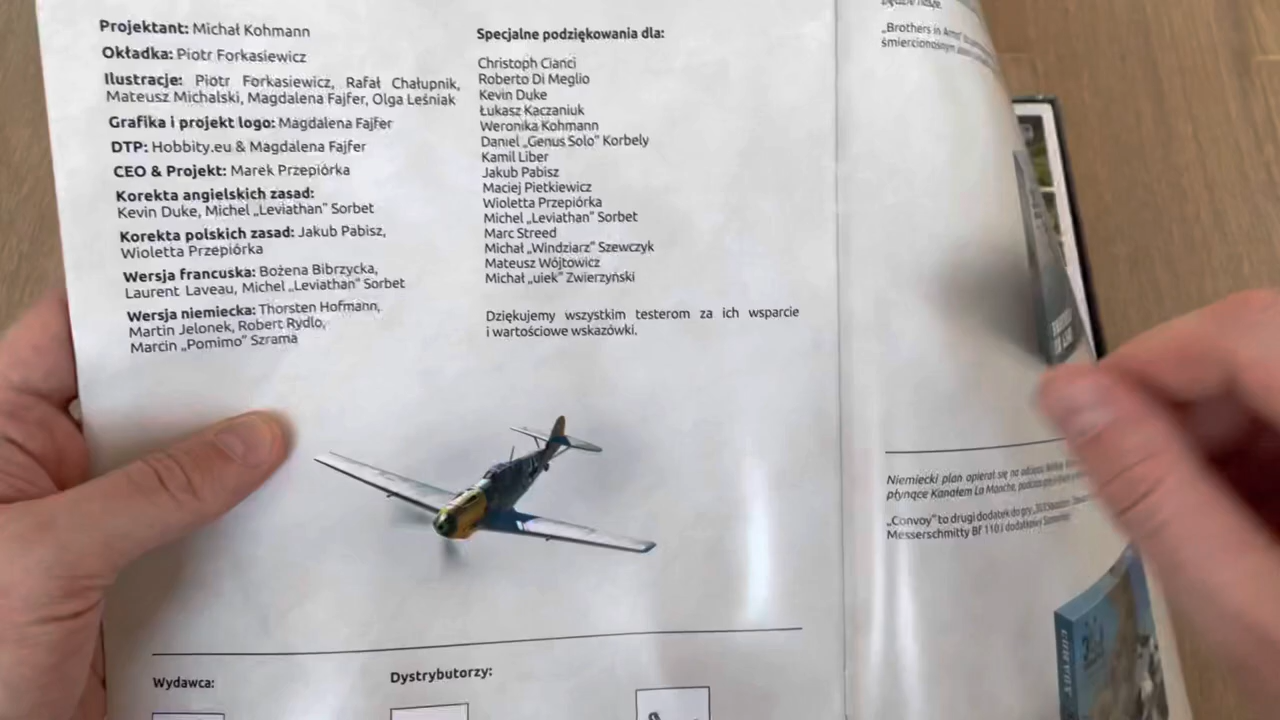 Projektant: Michał Kohmann
Okładka: Piotr Forkasiewicz
Ilustracje: Piotr Forkasiewicz, Rafał Chałupnik,
Mateusz Michalski, Magdalena Fajfer, Olga Leśniak
Grafika i projekt logo: Magdalena Fajfer
DTP: Hobbity.eu & Magdalena Fajfer
CEO & Projekt: Marek Przepiórka
Korekta angielskich zasad:
Kevin Duke, Michel „Leviathan” Sorbet
Korekta polskich zasad: Jakub Pabisz,
Wioletta Przepiórka
Wersja francuska: Bożena Bibrzycka,
Laurent Laveau, Michel „Leviathan” Sorbet
Wersja niemiecka: Thorsten Hofmann,
Martin Jelonek, Robert Rydlo,
Marcin „Pomimo” Szrama
Specjalne podziękowania dla:
Christoph Cianci
Roberto Di Meglio
Kevin Duke
Łukasz Kaczaniuk
Weronika Kohmann
Daniel „Genus Solo” Korbely
Kamil Liber
Jakub Pabisz
Maciej Pietkiewicz
Wioletta Przepiórka
Michel „Leviathan” Sorbet
Marc Streed
Michał „Windziarz” Szewczyk
Mateusz Wójtowicz
Michał „uiek” Zwierzyński
Dziękujemy wszystkim testerom za ich wsparcie
i wartościowe wskazówki.
Wydawca:
Dystrybutorzy:
„Brothers in
śmiercionośnym
Niemiecki plan opierał się na
płynące Kanałem La Manche,
„Convoy” to drugi dodatek do gry
Messerschmitty Bf 110 i dodatkowy
CONVOY